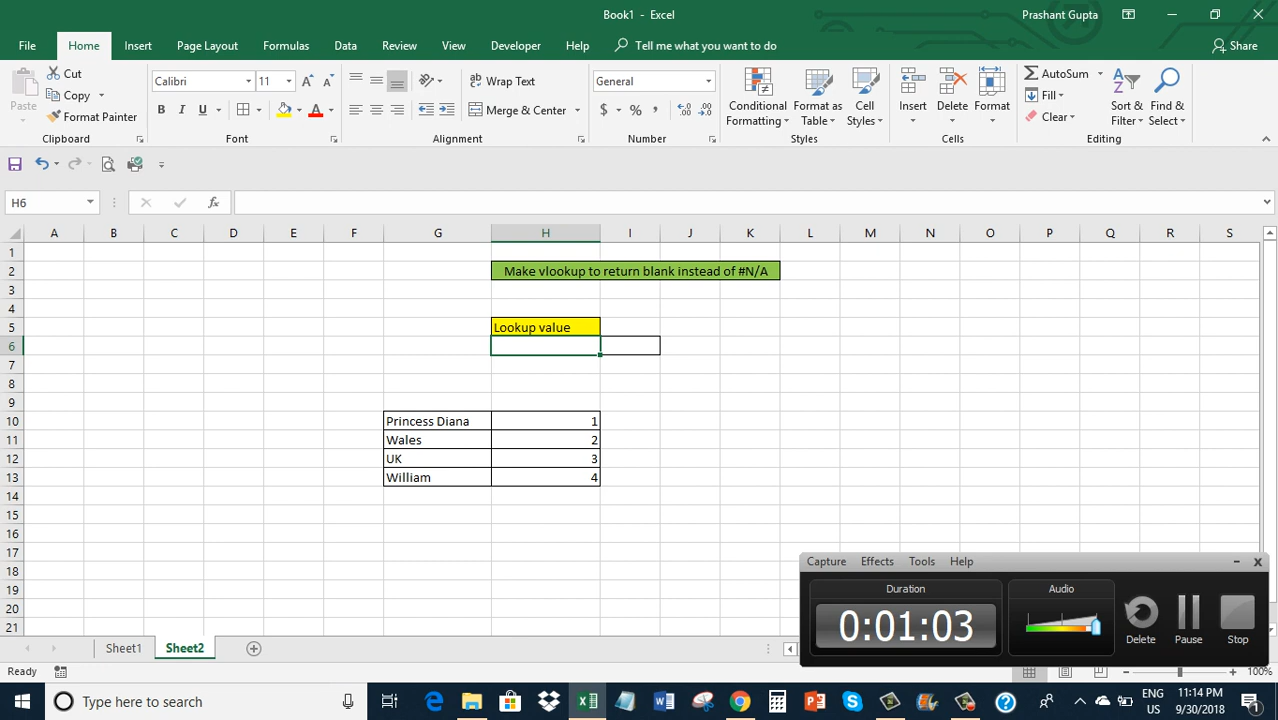 Book1 - Excel
Prashant Gupta
File
Home
Insert
Page Layout
Formulas
Data
Review
View
Developer
Help
Tell me what you want to do
Share
Paste
Cut
Copy
Format Painter
Clipboard
Calibri
11
B
I
U
A
Font
Wrap Text
Merge & Center
Alignment
General
$
%
,
Number
Conditional
Formatting
Format as
Table
Cell
Styles
Styles
Insert
Delete
Format
Cells
AutoSum
Fill
Clear
Sort &
Filter
Find &
Select
Editing
H6
fx
A B C D E F G H I J K L M N O P Q R S
1
2 Make vlookup to return blank instead of #N/A
3
4
5 Lookup value
6
7
8
9
10 Princess Diana 1
11 Wales 2
12 UK 3
13 William 4
14
15
16
17
18
19
20
21
Capture Effects Tools Help
Duration
0:01:03
Audio
Delete
Pause
Stop
Sheet1
Sheet2
Ready
100%
Type here to search
ENG
US
11:14 PM
9/30/2018
1